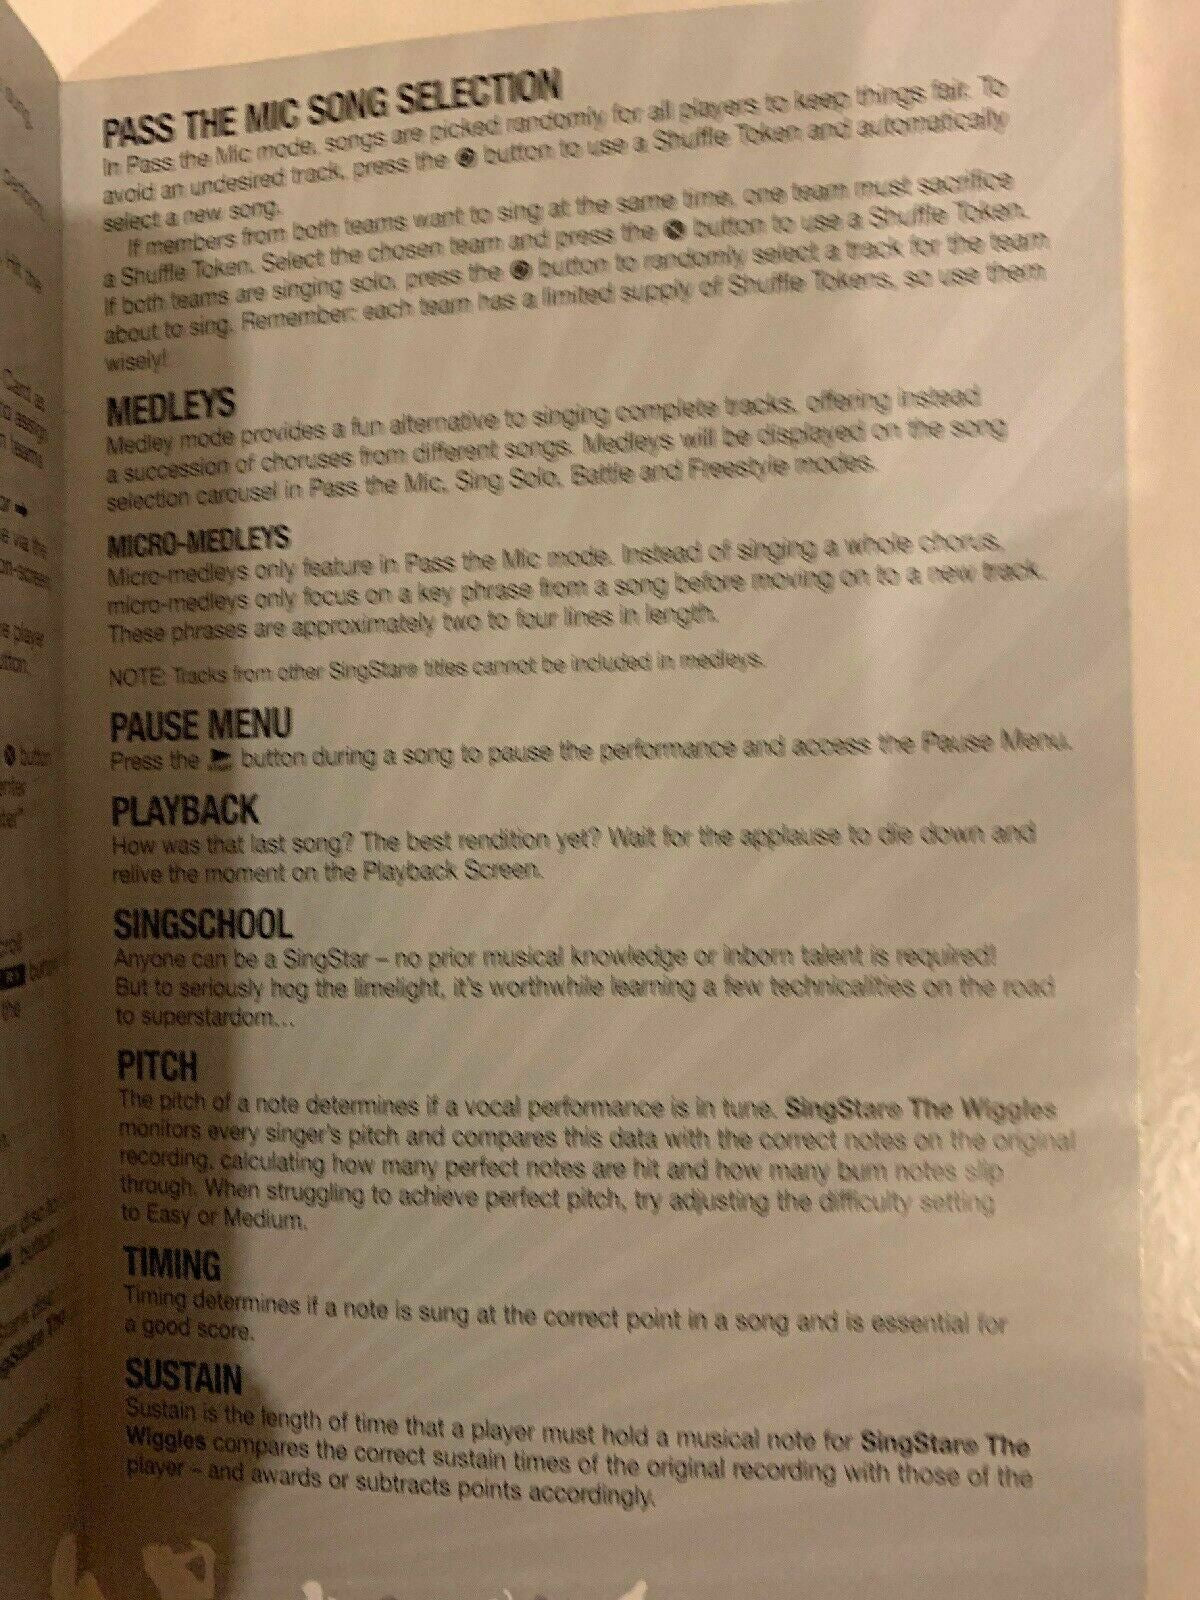 PASS THE MIC SONG SELECTION
In Pass the Mic mode, songs are picked randomly for all players to keep things fair. To
avoid an undesired track, press the button to use a Shuffle Token and automatically
select a new song.
If members from both teams want to sing at the same time, one team must sacrifice
a Shuffle Token. Select the chosen team and press the button to use a Shuffle Token.
If both teams are singing solo, press the button to randomly select a track for the team
about to sing. Remember: each team has a limited supply of Shuffle Tokens, so use them
wisely!
MEDLEYS
Medley mode provides a fun alternative to singing complete tracks, offering instead
a succession of choruses from different songs. Medleys will be displayed on the song
selection carousel in Pass the Mic, Sing Solo, Battle and Freestyle modes.
MICRO-MEDLEYS
Micro-medleys only feature in Pass the Mic mode. Instead of singing a whole chorus,
micro-medleys only focus on a key phrase from a song before moving on to a new track.
These phrases are approximately two to four lines in length.
NOTE: Tracks from other SingStar® titles cannot be included in medleys.
PAUSE MENU
Press the button during a song to pause the performance and access the Pause Menu.
PLAYBACK
How was that last song? The best rendition yet? Wait for the applause to die down and
relive the moment on the Playback Screen.
SINGSCHOOL
Anyone can be a SingStar – no prior musical knowledge or inborn talent is required!
But to seriously hog the limelight, it's worthwhile learning a few technicalities on the road
to superstardom...
PITCH
The pitch of a note determines if a vocal performance is in tune. SingStar® The Wiggles
monitors every singer's pitch and compares this data with the correct notes on the original
recording, calculating how many perfect notes are hit and how many bum notes slip
through. When struggling to achieve perfect pitch, try adjusting the difficulty setting
to Easy or Medium.
TIMING
Timing determines if a note is sung at the correct point in a song and is essential for
a good score.
SUSTAIN
Sustain is the length of time that a player must hold a musical note for SingStar® The
Wiggles compares the correct sustain times of the original recording with those of the
player – and awards or subtracts points accordingly.